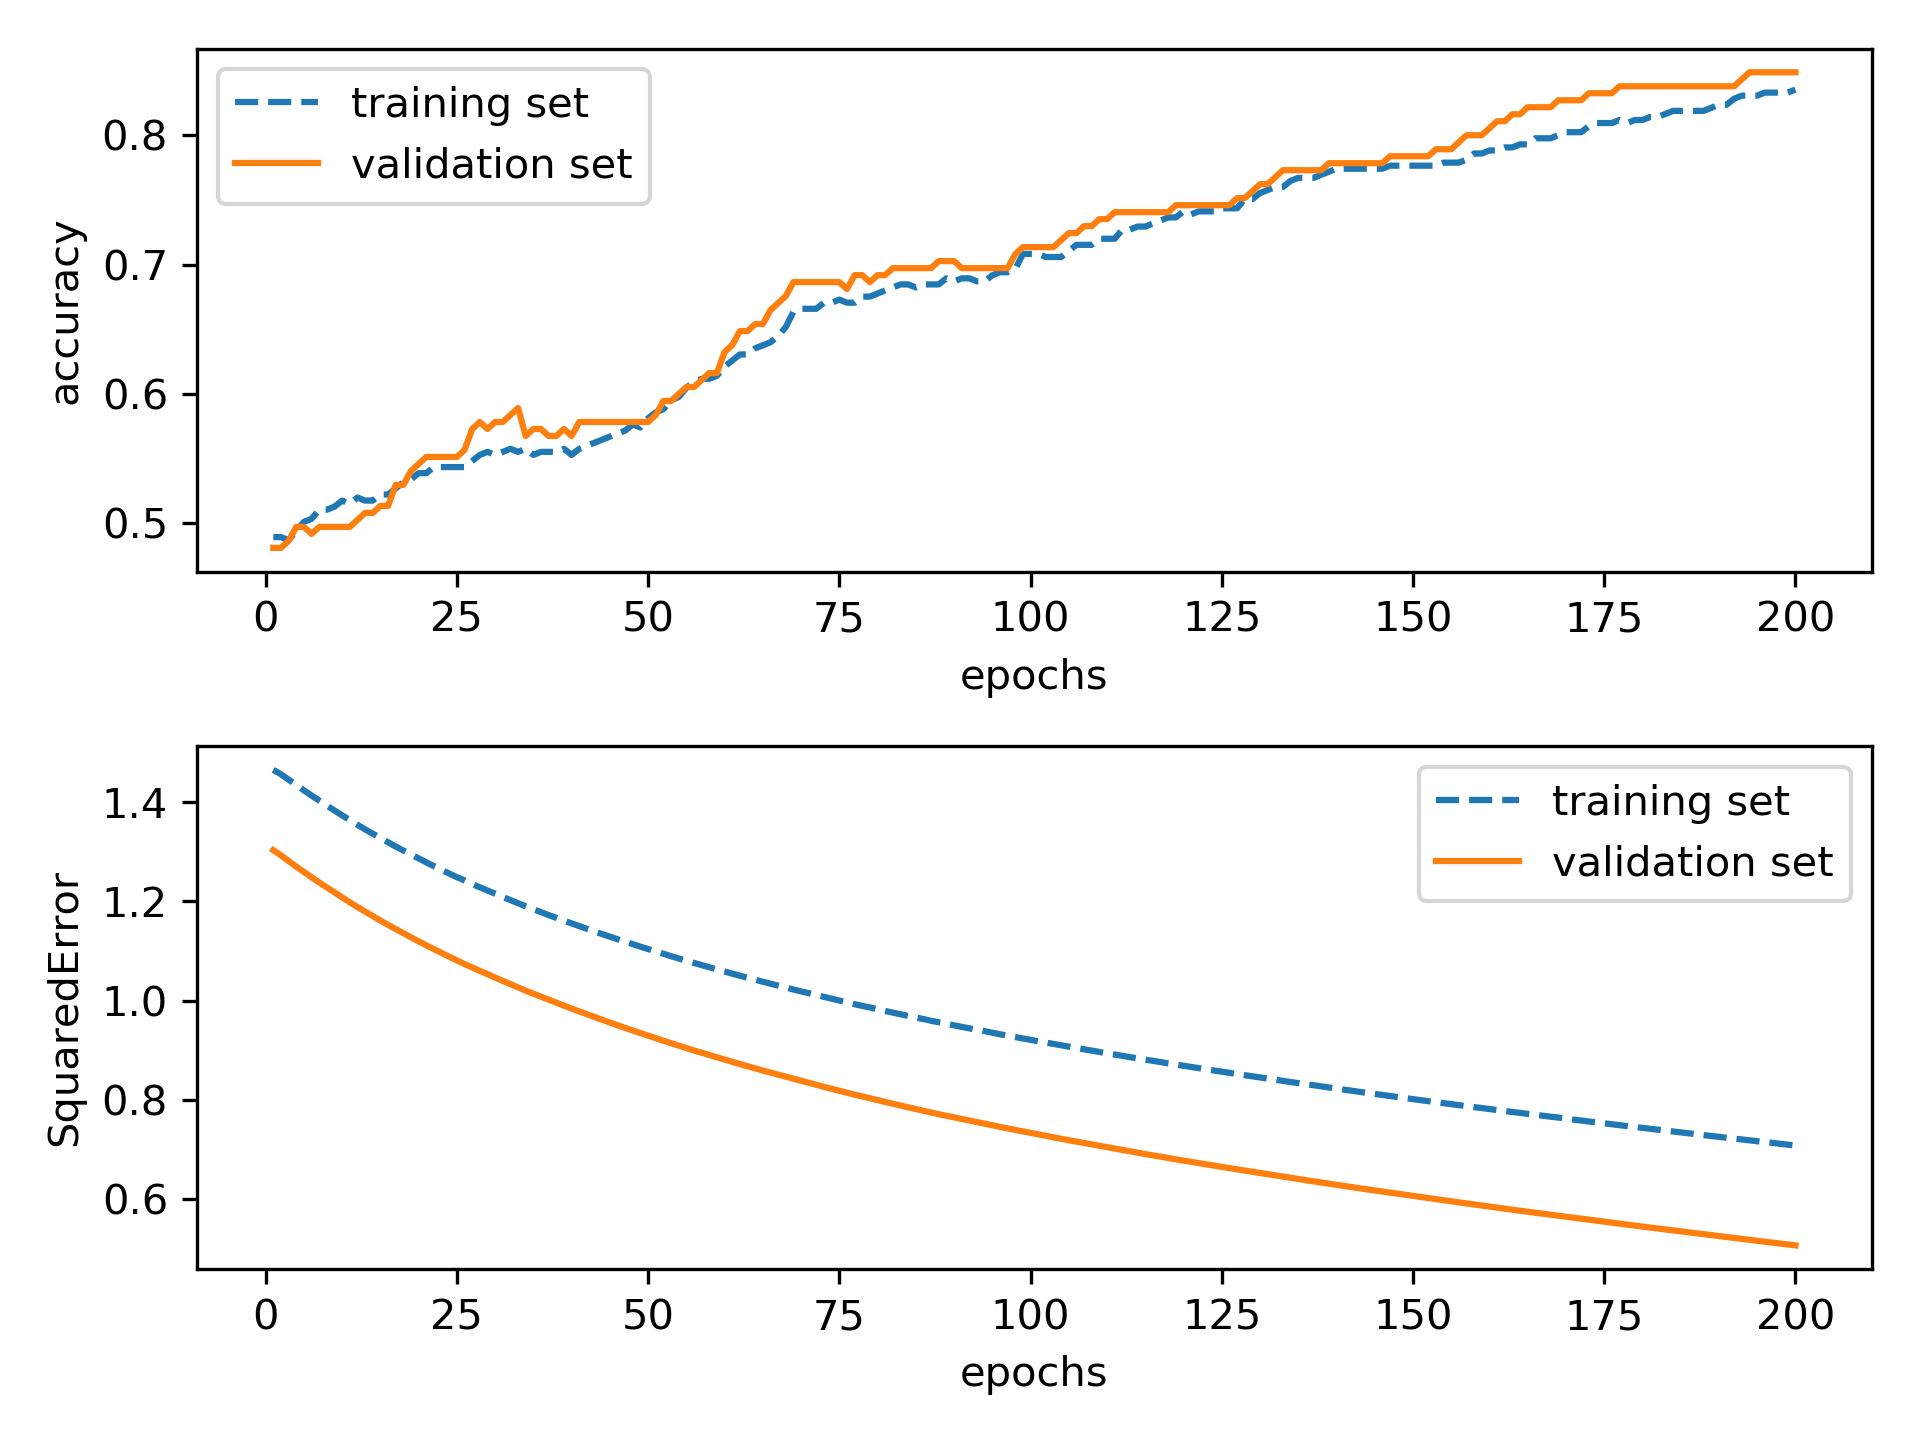 training set
validation set
accuracy
0.8
0.7
0.6
0.5
0 25 50 75 100 125 150 175 200
epochs
training set
validation set
SquaredError
1.4
1.2
1.0
0.8
0.6
0 25 50 75 100 125 150 175 200
epochs